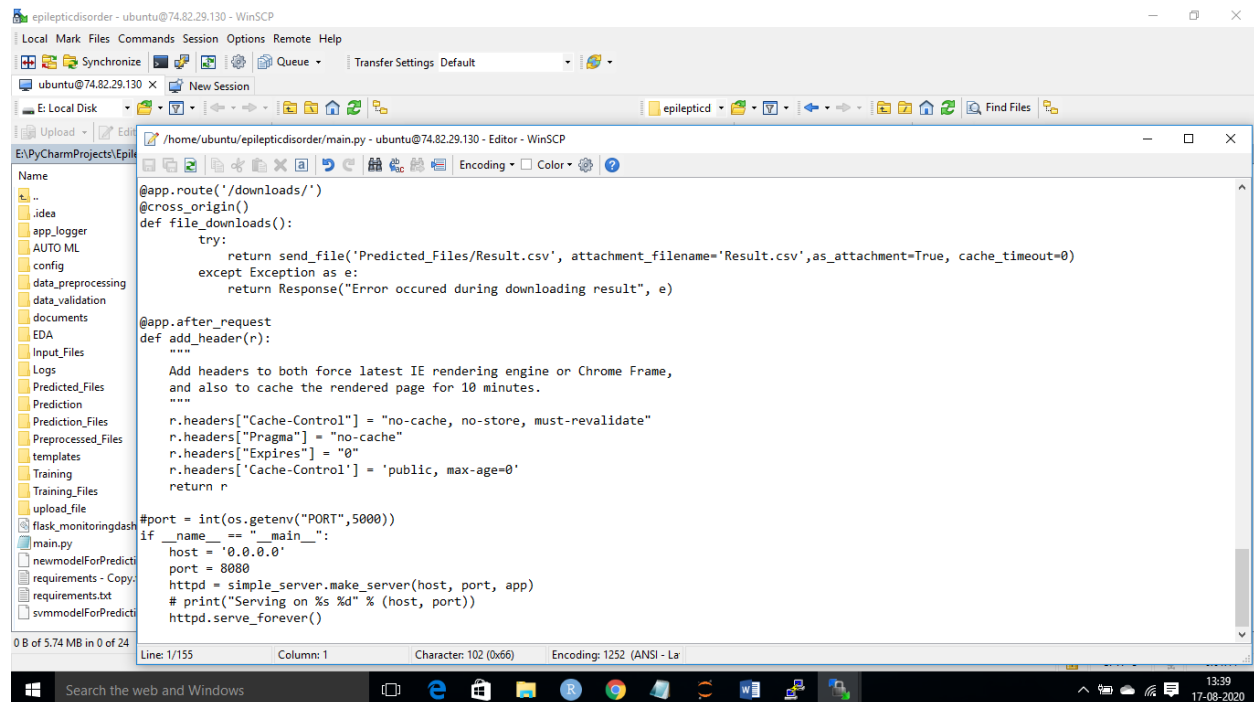 epilepticdisorder - ubuntu@74.82.29.130 - WinSCP
Local Mark Files Commands Session Options Remote Help
Synchronize Queue Transfer Settings Default
ubuntu@74.82.29.130 New Session
E: Local Disk epilepticd Find Files
Upload Edit
/home/ubuntu/epilepticdisorder/main.py - ubuntu@74.82.29.130 - Editor - WinSCP
E:\PyCharmProjects\Epile
Encoding Color
Name
..
.idea
app_logger
AUTO ML
config
data_preprocessing
data_validation
documents
EDA
Input_Files
Logs
Predicted_Files
Prediction
Prediction_Files
Preprocessed_Files
templates
Training
Training_Files
upload_file
flask_monitoringdash
main.py
newmodelForPredicti
requirements - Copy.
requirements.txt
svmmodelForPredicti
@app.route('/downloads/')
@cross_origin()
def file_downloads():
try:
return send_file('Predicted_Files/Result.csv', attachment_filename='Result.csv',as_attachment=True, cache_timeout=0)
except Exception as e:
return Response("Error occured during downloading result", e)
@app.after_request
def add_header(r):
"""
Add headers to both force latest IE rendering engine or Chrome Frame,
and also to cache the rendered page for 10 minutes.
"""
r.headers["Cache-Control"] = "no-cache, no-store, must-revalidate"
r.headers["Pragma"] = "no-cache"
r.headers["Expires"] = "0"
r.headers['Cache-Control'] = 'public, max-age=0'
return r
#port = int(os.getenv("PORT",5000))
if __name__ == "__main__":
host = '0.0.0.0'
port = 8080
httpd = simple_server.make_server(host, port, app)
# print("Serving on %s %d" % (host, port))
httpd.serve_forever()
0 B of 5.74 MB in 0 of 24
Line: 1/155 Column: 1 Character: 102 (0x66) Encoding: 1252 (ANSI - La
Search the web and Windows
13:39
17-08-2020